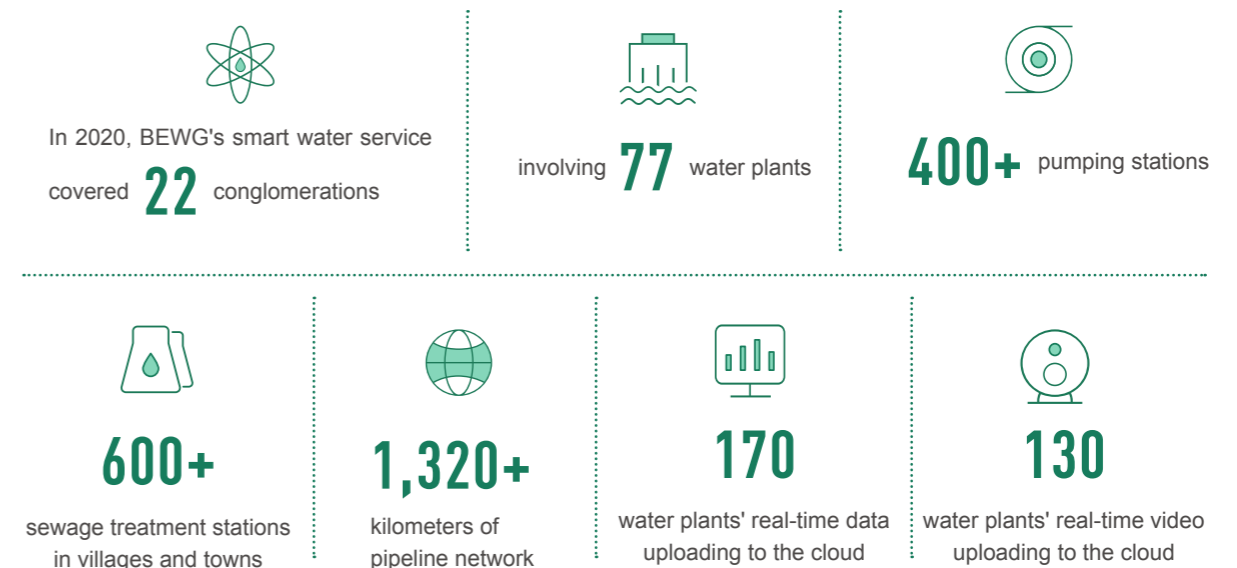 In 2020, BEWG's smart water service
covered 22 conglomerations
involving 77 water plants
400+ pumping stations
600+
sewage treatment stations
in villages and towns
1,320+
kilometers of
pipeline network
170
water plants' real-time data
uploading to the cloud
130
water plants' real-time video
uploading to the cloud